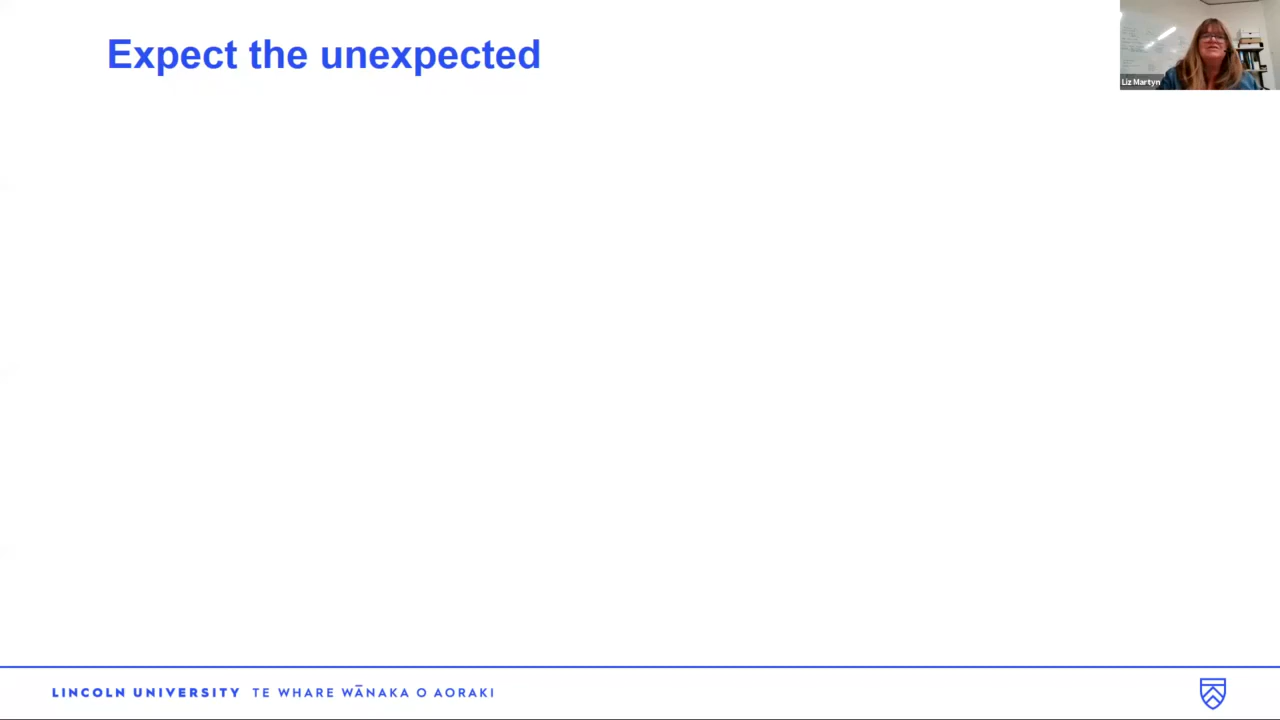 Expect the unexpected
Liz Martyn
LINCOLN UNIVERSITY TE WHARE WĀNAKA O AORAKI